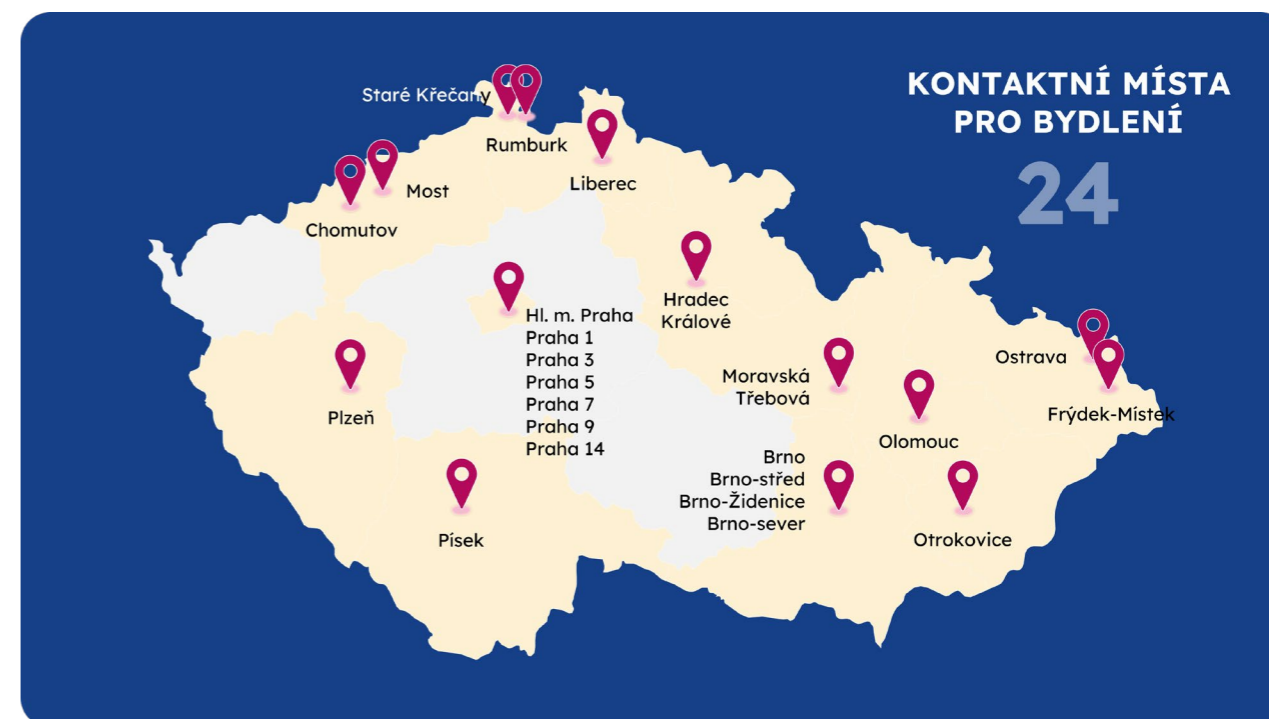 KONTAKTNÍ MÍSTA
PRO BYDLENÍ
24
Staré Křečany
Rumburk
Liberec
Most
Chomutov
Hradec
Králové
Hl. m. Praha
Praha 1
Praha 3
Praha 5
Praha 7
Praha 9
Praha 14
Plzeň
Písek
Moravská
Třebová
Olomouc
Ostrava
Frýdek-Místek
Brno
Brno-střed
Brno-Židenice
Brno-sever
Otrokovice